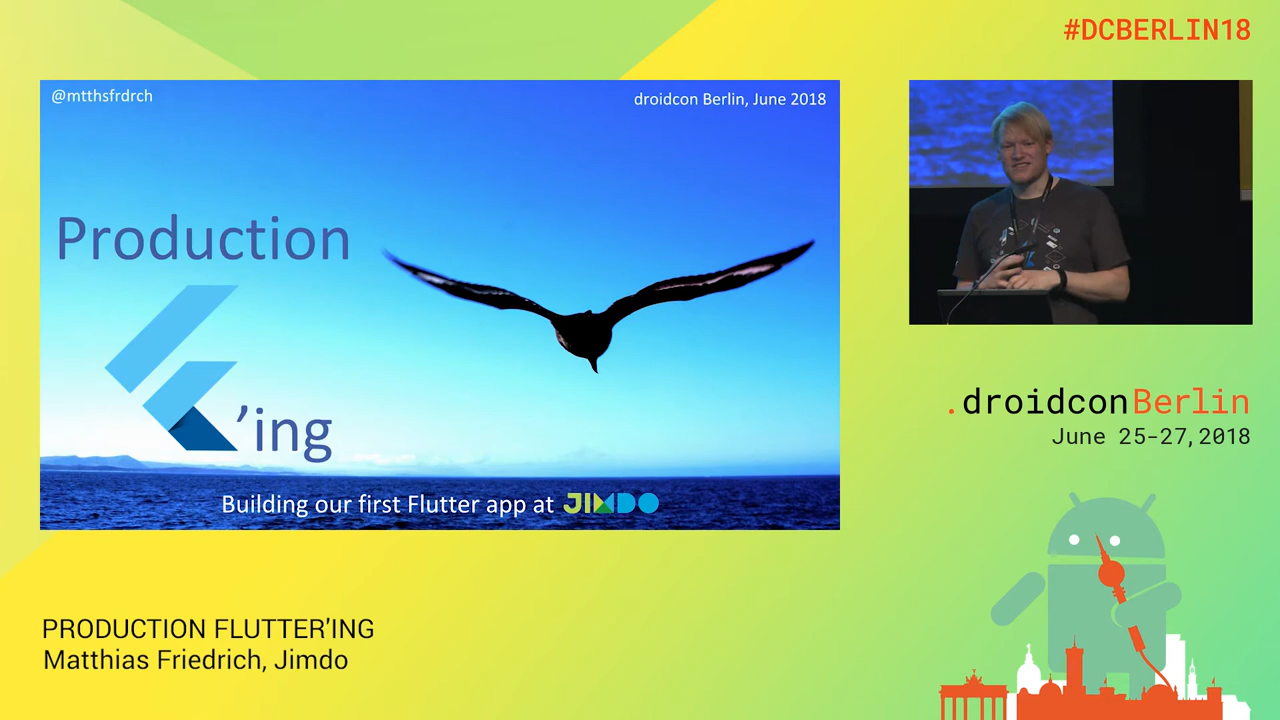 #DCBERLIN18
@mtthsfrdrch
droidcon Berlin, June 2018
Production
'ing
Building our first Flutter app at JIMDO
.droidconBerlin
June 25-27, 2018
PRODUCTION FLUTTER'ING
Matthias Friedrich, Jimdo